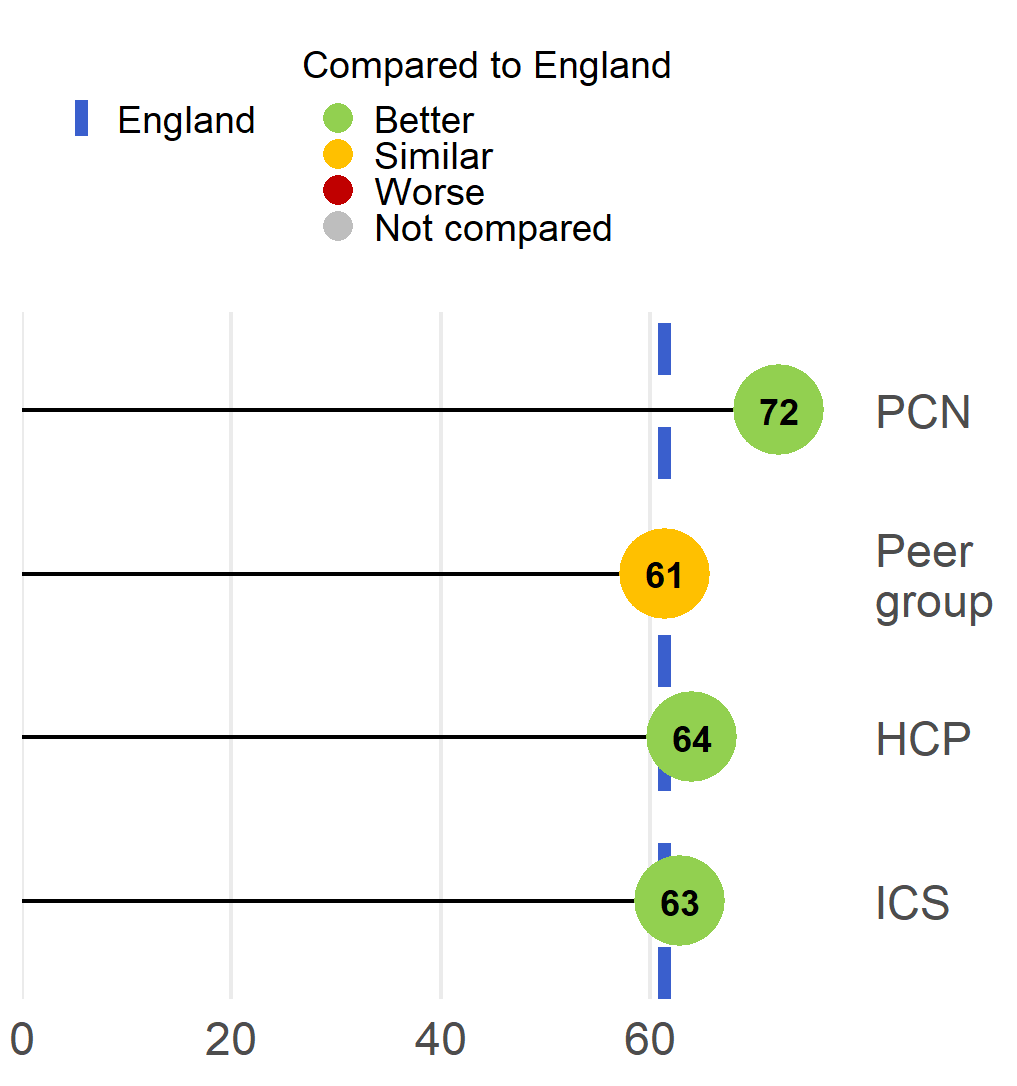 Compared to England
England
Better
Similar
Worse
Not compared
72
PCN
61
Peer
group
64
HCP
63
ICS
0 20 40 60